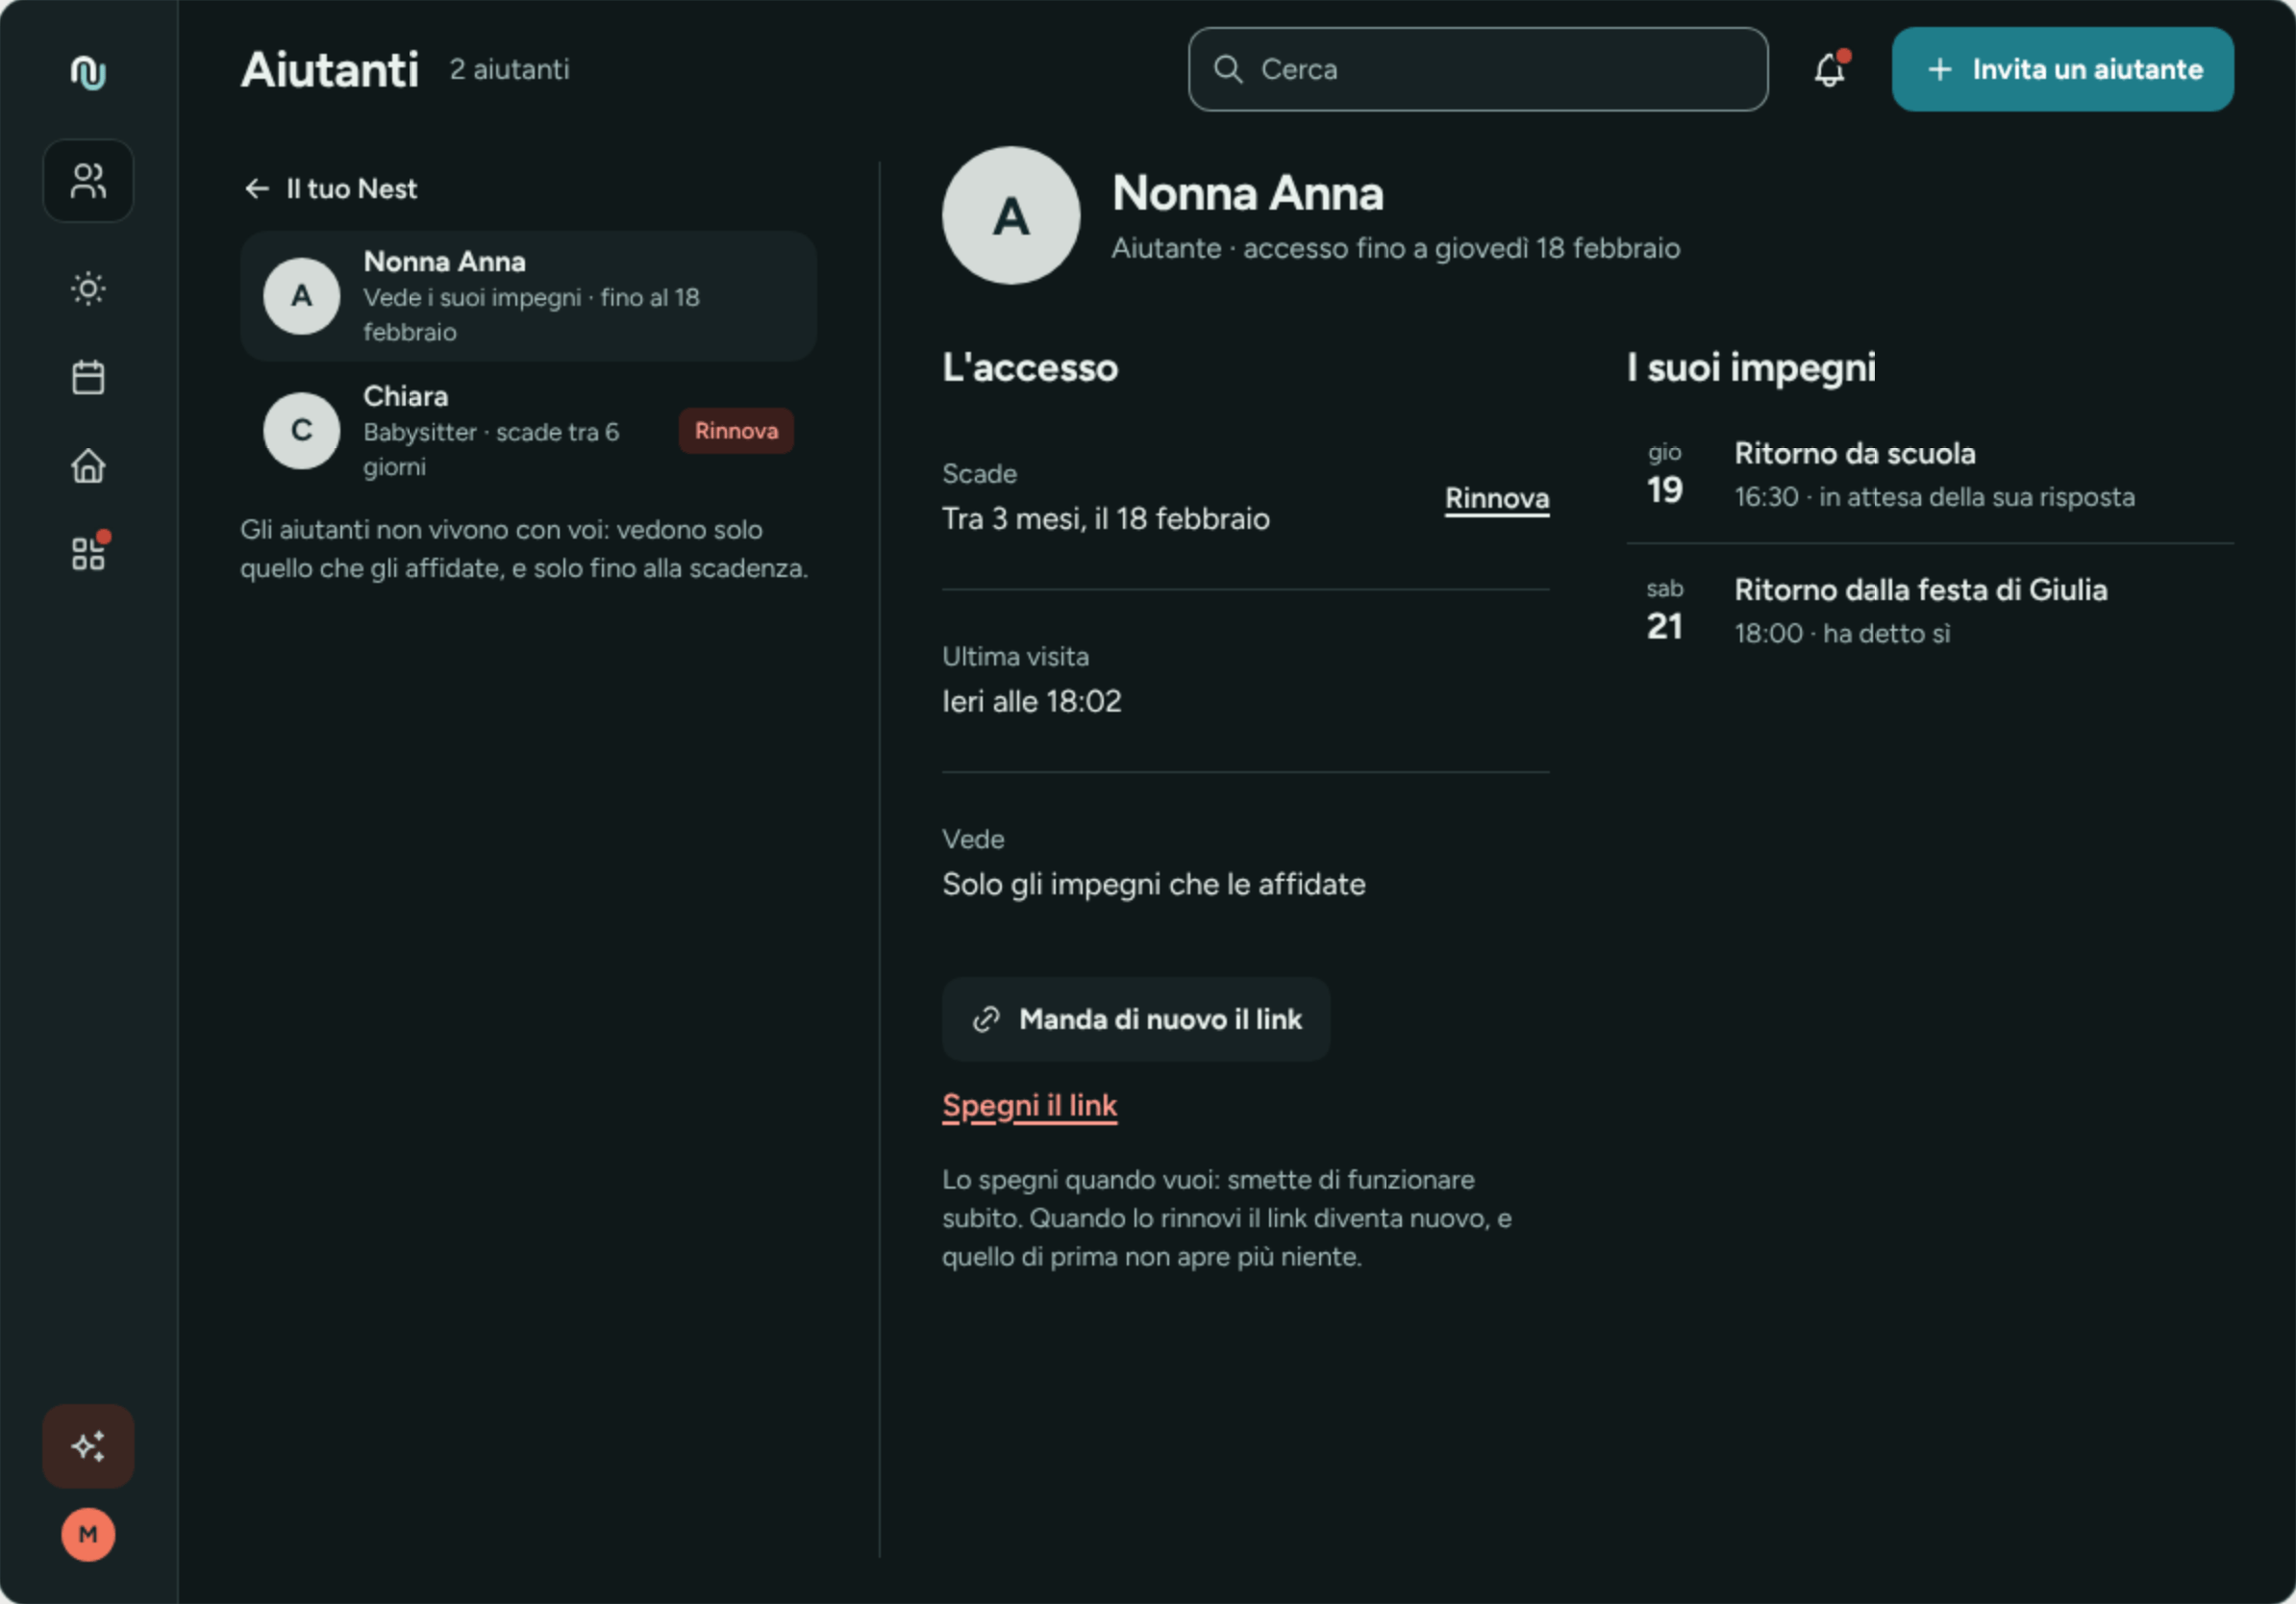 Aiutanti 2 aiutanti
Cerca
Invita un aiutante
Il tuo Nest
A
Nonna Anna
Vede i suoi impegni · fino al 18
febbraio
C
Chiara
Babysitter · scade tra 6
giorni
Rinnova
Gli aiutanti non vivono con voi: vedono solo
quello che gli affidate, e solo fino alla scadenza.
M
A
Nonna Anna
Aiutante · accesso fino a giovedì 18 febbraio
L'accesso
Scade
Tra 3 mesi, il 18 febbraio
Rinnova
Ultima visita
Ieri alle 18:02
Vede
Solo gli impegni che le affidate
Manda di nuovo il link
Spegni il link
Lo spegni quando vuoi: smette di funzionare
subito. Quando lo rinnovi il link diventa nuovo, e
quello di prima non apre più niente.
I suoi impegni
gio
19
Ritorno da scuola
16:30 · in attesa della sua risposta
sab
21
Ritorno dalla festa di Giulia
18:00 · ha detto sì